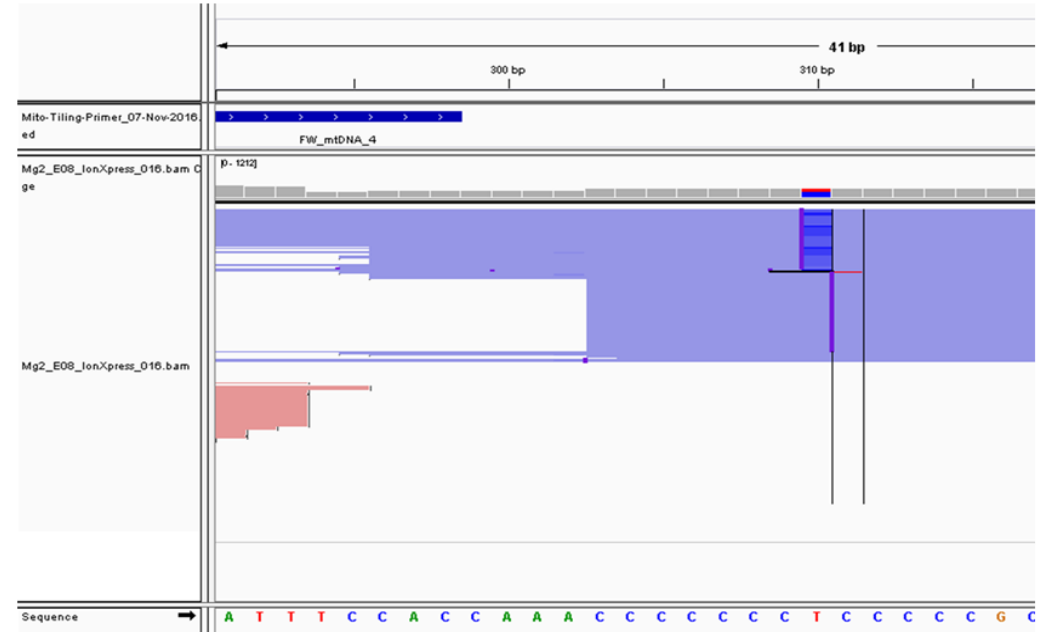 41 bp
300 bp 310 bp
Mito-Tiling-Primer_07-Nov-2016.
ed
FW_mtDNA_4
Mg2_E08_IonXpress_016.bam C
ge
[0 - 1212]
Mg2_E08_IonXpress_016.bam
Sequence A T T T C C A C C A A A C C C C C C C T C C C C C G C